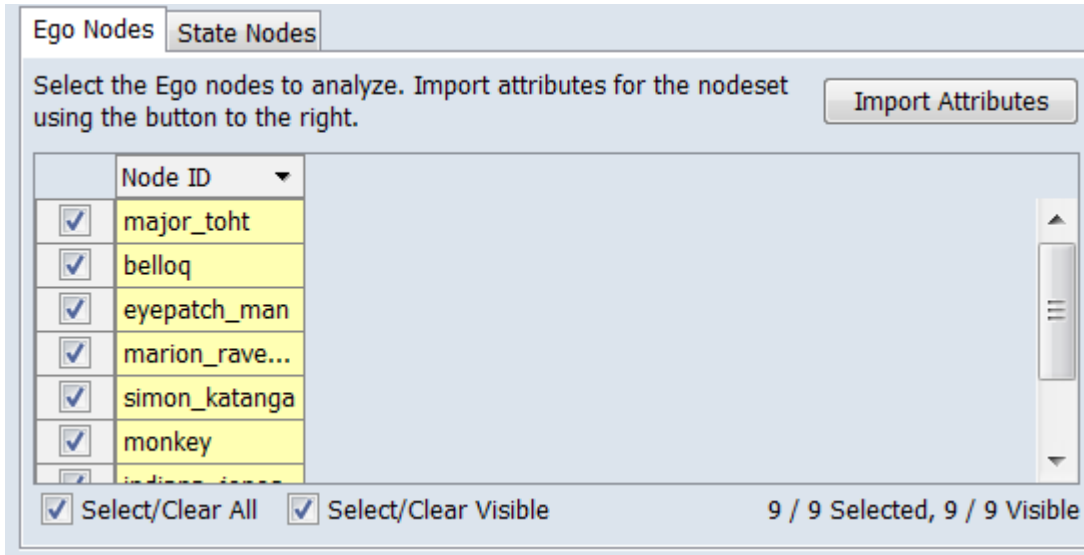 Ego Nodes State Nodes
Select the Ego nodes to analyze. Import attributes for the nodeset
using the button to the right.
Import Attributes
Node ID
major_toht
belloq
eyepatch_man
marion_rave...
simon_katanga
monkey
Select/Clear All Select/Clear Visible 9 / 9 Selected, 9 / 9 Visible